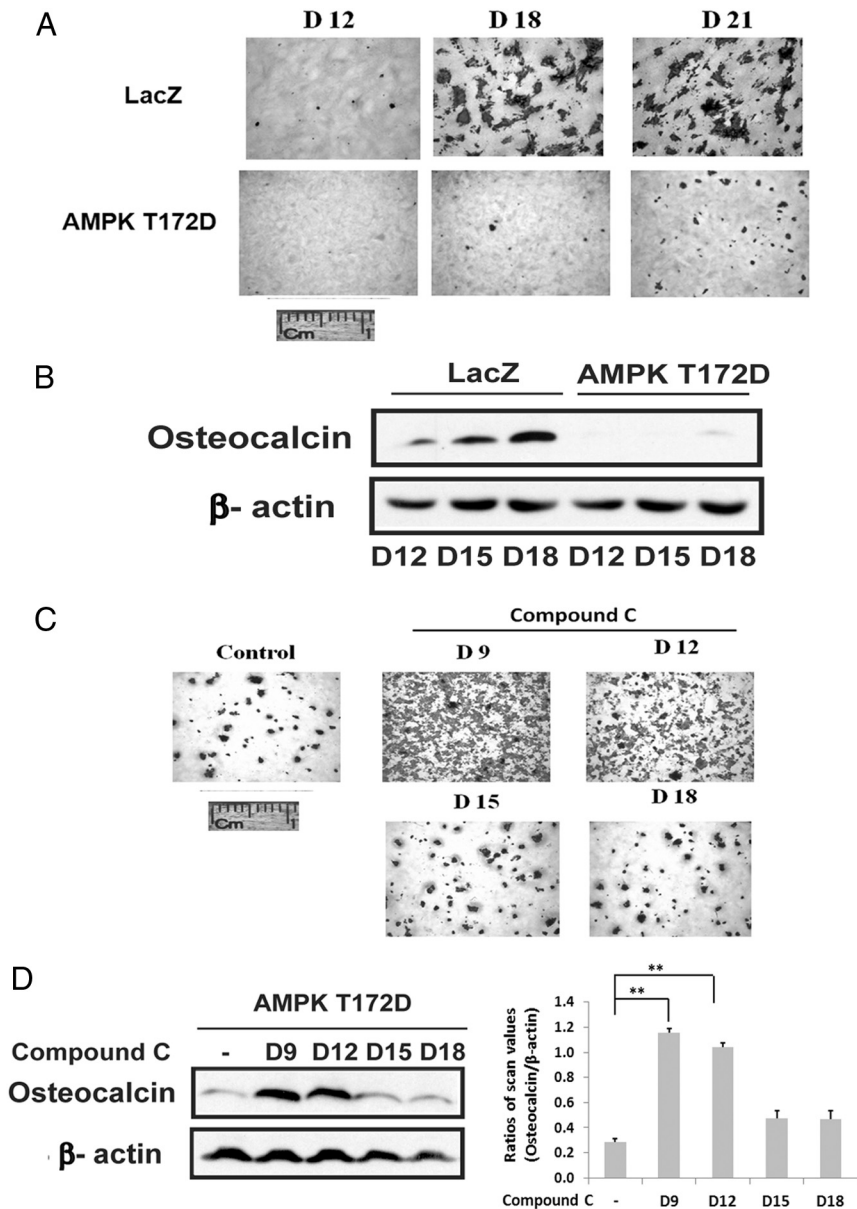 A
D 12 D 18 D 21
LacZ
AMPK T172D
Cm 1
B
LacZ AMPK T172D
Osteocalcin
β- actin
D12 D15 D18 D12 D15 D18
C
Compound C
Control D 9 D 12
D 15 D 18
Cm 1
D
AMPK T172D
Compound C - D9 D12 D15 D18
Osteocalcin
β- actin
** 
**
1.4
1.2
1.0
0.8
0.6
0.4
0.2
0.0
Ratios of scan values
(Osteocalcin/β-actin)
Compound C - D9 D12 D15 D18